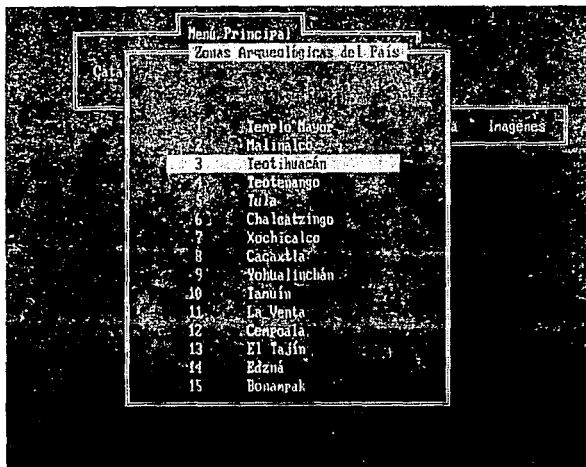 Menú Principal
Zonas Arqueológicas del País
Imagenes
1 Templo Mayor
2 Malinalco
3 Teotihuacán
4 Teotenango
5 Tula
6 Chalcatzingo
7 Xochicalco
8 Cacaxtla
9 Yohualinchán
10 Tamuín
11 La Venta
12 Cempoala
13 El Tajín
14 Edzná
15 Bonampak